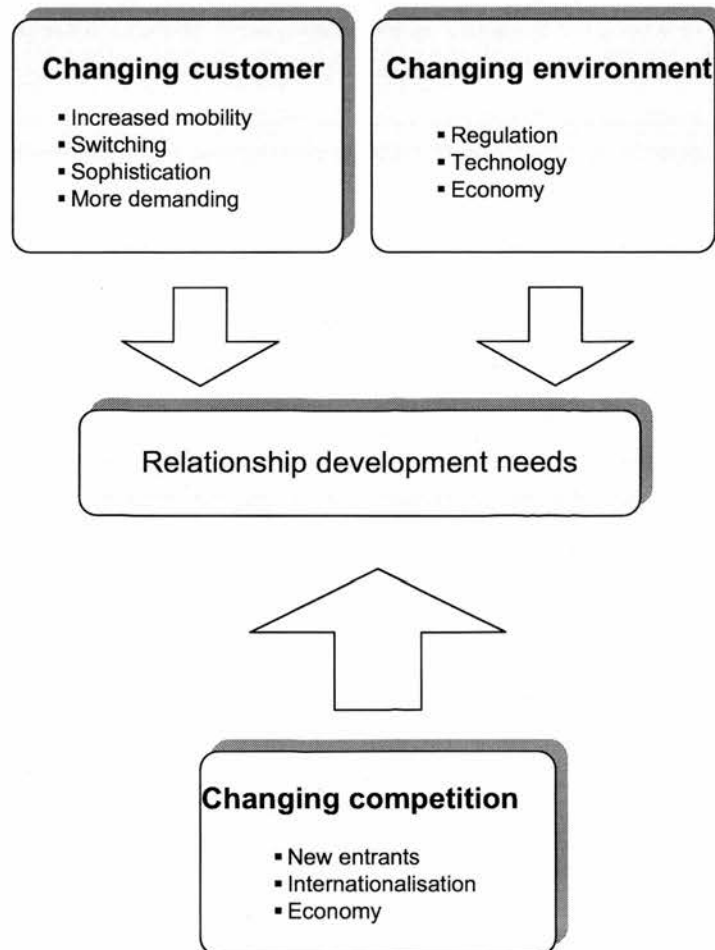 Changing customer
▪ Increased mobility
▪ Switching
▪ Sophistication
▪ More demanding
Changing environment
▪ Regulation
▪ Technology
▪ Economy
Relationship development needs
Changing competition
▪ New entrants
▪ Internationalisation
▪ Economy